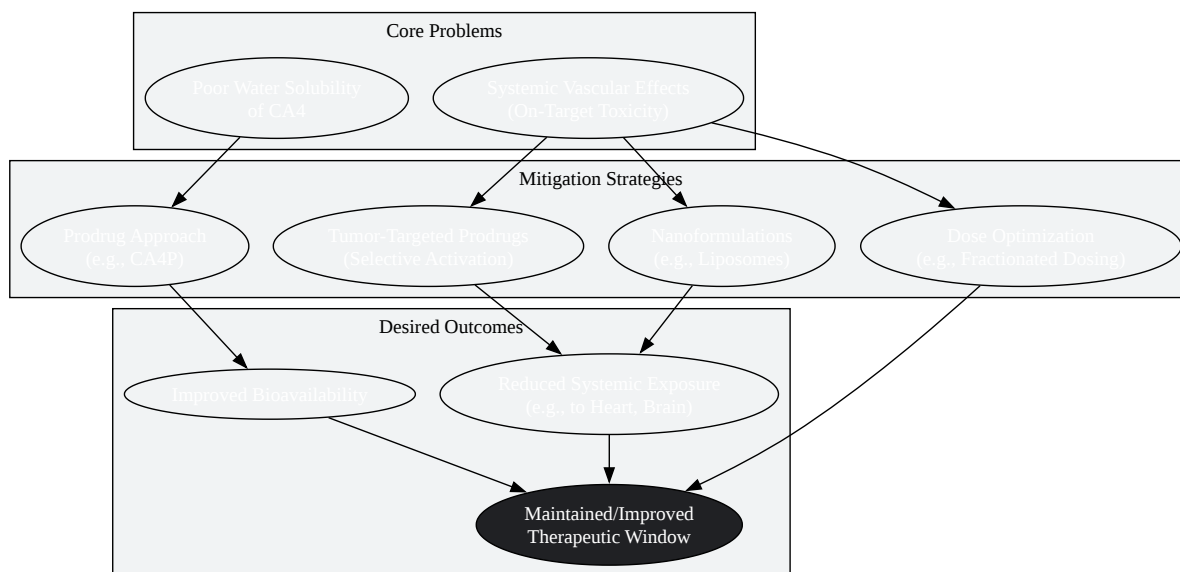 Core Problems
Poor Water Solubility
of CA4
Systemic Vascular Effects
(On-Target Toxicity)
Mitigation Strategies
Prodrug Approach
(e.g., CA4P)
Tumor-Targeted Prodrugs
(Selective Activation)
Nanoformulations
(e.g., Liposomes)
Dose Optimization
(e.g., Fractionated Dosing)
Desired Outcomes
Improved Bioavailability
Reduced Systemic Exposure
(e.g., to Heart, Brain)
Maintained/Improved
Therapeutic Window